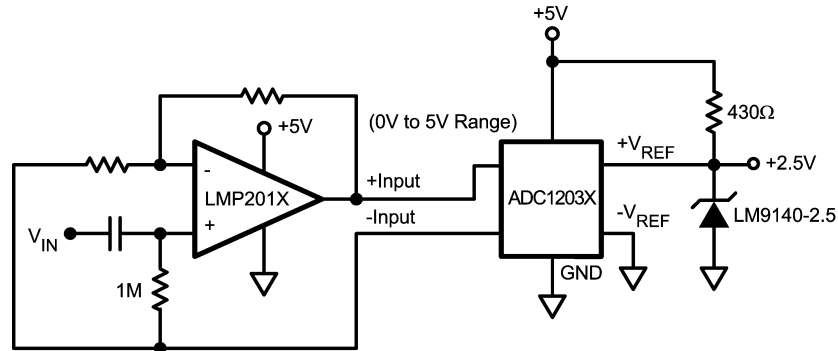 +5V
+5V
(0V to 5V Range)
430Ω
-
LMP201X
+
+Input
-Input
ADC1203X
+VREF
+2.5V
-VREF
LM9140-2.5
VIN
1M
GND